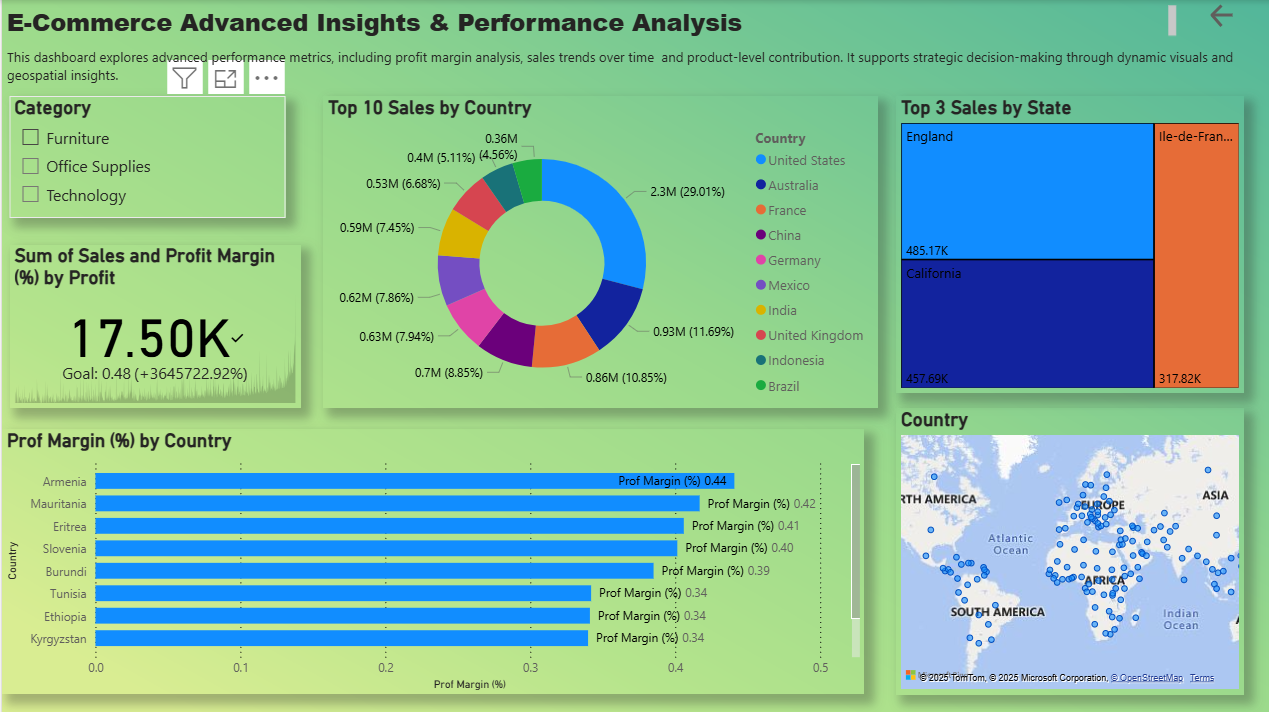 E-Commerce Advanced Insights & Performance Analysis
This dashboard explores advanced performance metrics, including profit margin analysis, sales trends over time and product-level contribution. It supports strategic decision-making through dynamic visuals and
geospatial insights.
Category
Furniture
Office Supplies
Technology
Sum of Sales and Profit Margin
(%) by Profit
17.50K
Goal: 0.48 (+3645722.92%)
Top 10 Sales by Country
0.36M
(4.56%)
0.4M (5.11%)
0.53M (6.68%)
0.59M (7.45%)
0.62M (7.86%)
0.63M (7.94%)
0.7M (8.85%)
0.86M (10.85%)
0.93M (11.69%)
2.3M (29.01%)
Country
United States
Australia
France
China
Germany
Mexico
India
United Kingdom
Indonesia
Brazil
Top 3 Sales by State
England
485.17K
California
457.69K
Ile-de-Fran...
317.82K
Prof Margin (%) by Country
Country
Armenia
Prof Margin (%) 0.44
Mauritania
Prof Margin (%) 0.42
Eritrea
Prof Margin (%) 0.41
Slovenia
Prof Margin (%) 0.40
Burundi
Prof Margin (%) 0.39
Tunisia
Prof Margin (%) 0.34
Ethiopia
Prof Margin (%) 0.34
Kyrgyzstan
Prof Margin (%) 0.34
0.0 0.1 0.2 0.3 0.4 0.5
Prof Margin (%)
Country
RTH AMERICA
EUROPE
ASIA
Atlantic
Ocean
AFRICA
SOUTH AMERICA
Indian
Ocean
© 2025 TomTom, © 2025 Microsoft Corporation, © OpenStreetMap Terms